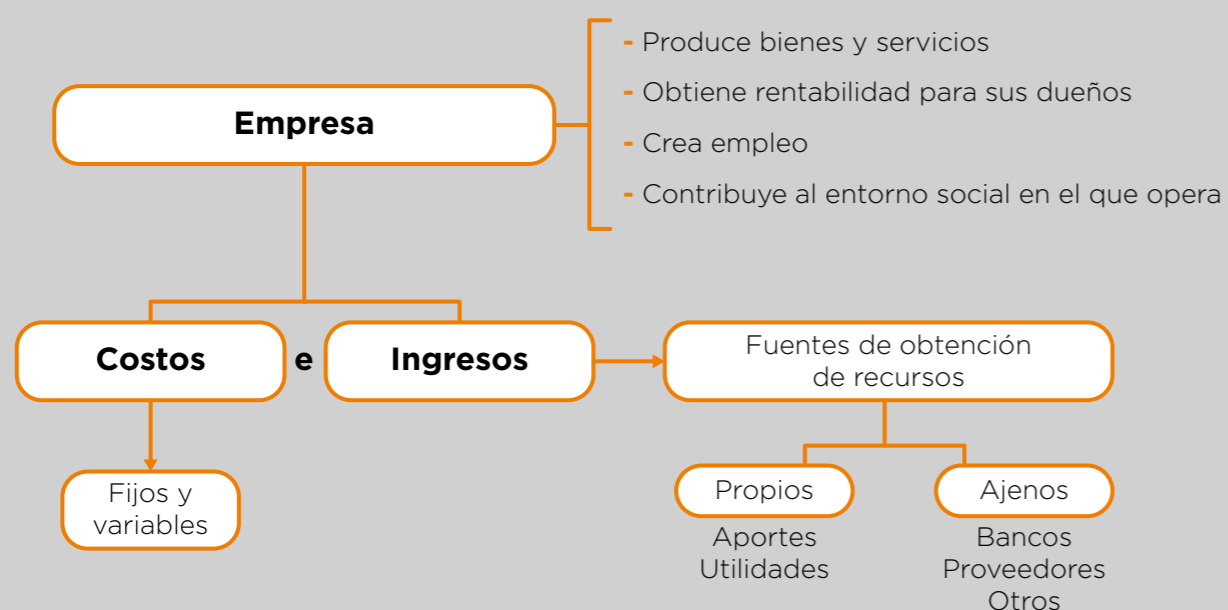 Empresa
- Produce bienes y servicios
- Obtiene rentabilidad para sus dueños
- Crea empleo
- Contribuye al entorno social en el que opera
Costos e Ingresos
Fuentes de obtención
de recursos
Fijos y
variables
Propios
Aportes
Utilidades
Ajenos
Bancos
Proveedores
Otros